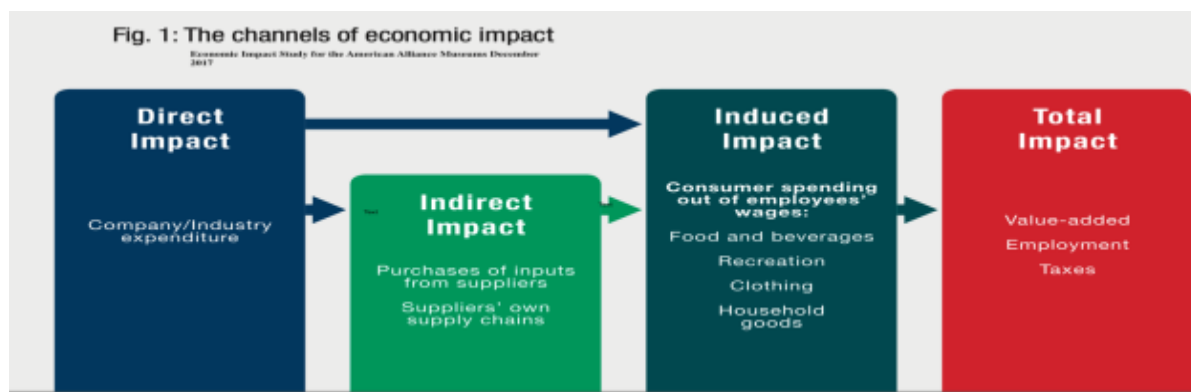 Fig. 1: The channels of economic impact
Economic Impact Study for the American Alliance Museums December
2017
Direct
Impact
Company/Industry
expenditure
Text
Indirect
Impact
Purchases of inputs
from suppliers
Suppliers' own
supply chains
Induced
Impact
Consumer spending
out of employees'
wages:
Food and beverages
Recreation
Clothing
Household
goods
Total
Impact
Value-added
Employment
Taxes